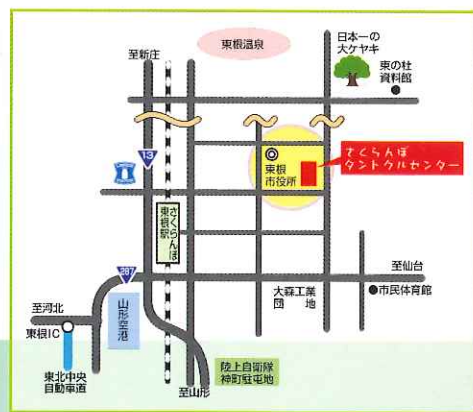 日本一の
大ケヤキ
東根温泉
至新庄
東の杜
資料館
13
東根
市役所
さくらんぼ
タントクルセンター
さくらんぼ
東根駅
至仙台
287
大森工業
団地
市民体育館
至河北
東根IC
山形空港
東北中央
自動車道
陸上自衛隊
神町駐屯地
至山形